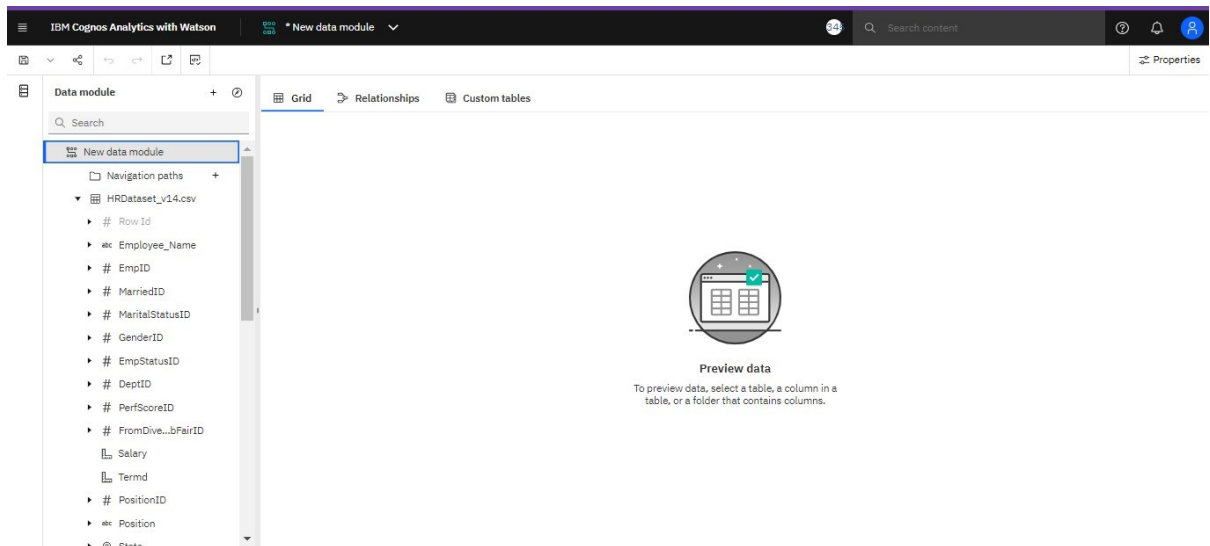 IBM Cognos Analytics with Watson
* New data module
34
Search content
Properties
Data module
Grid
Relationships
Custom tables
Search
New data module
Navigation paths
HRDataset_v14.csv
# Row Id
abc Employee_Name
# EmpID
# MarriedID
# MaritalStatusID
# GenderID
# EmpStatusID
# DeptID
# PerfScoreID
# FromDive...bFairID
Salary
Termd
# PositionID
abc Position
State
Preview data
To preview data, select a table, a column in a
table, or a folder that contains columns.